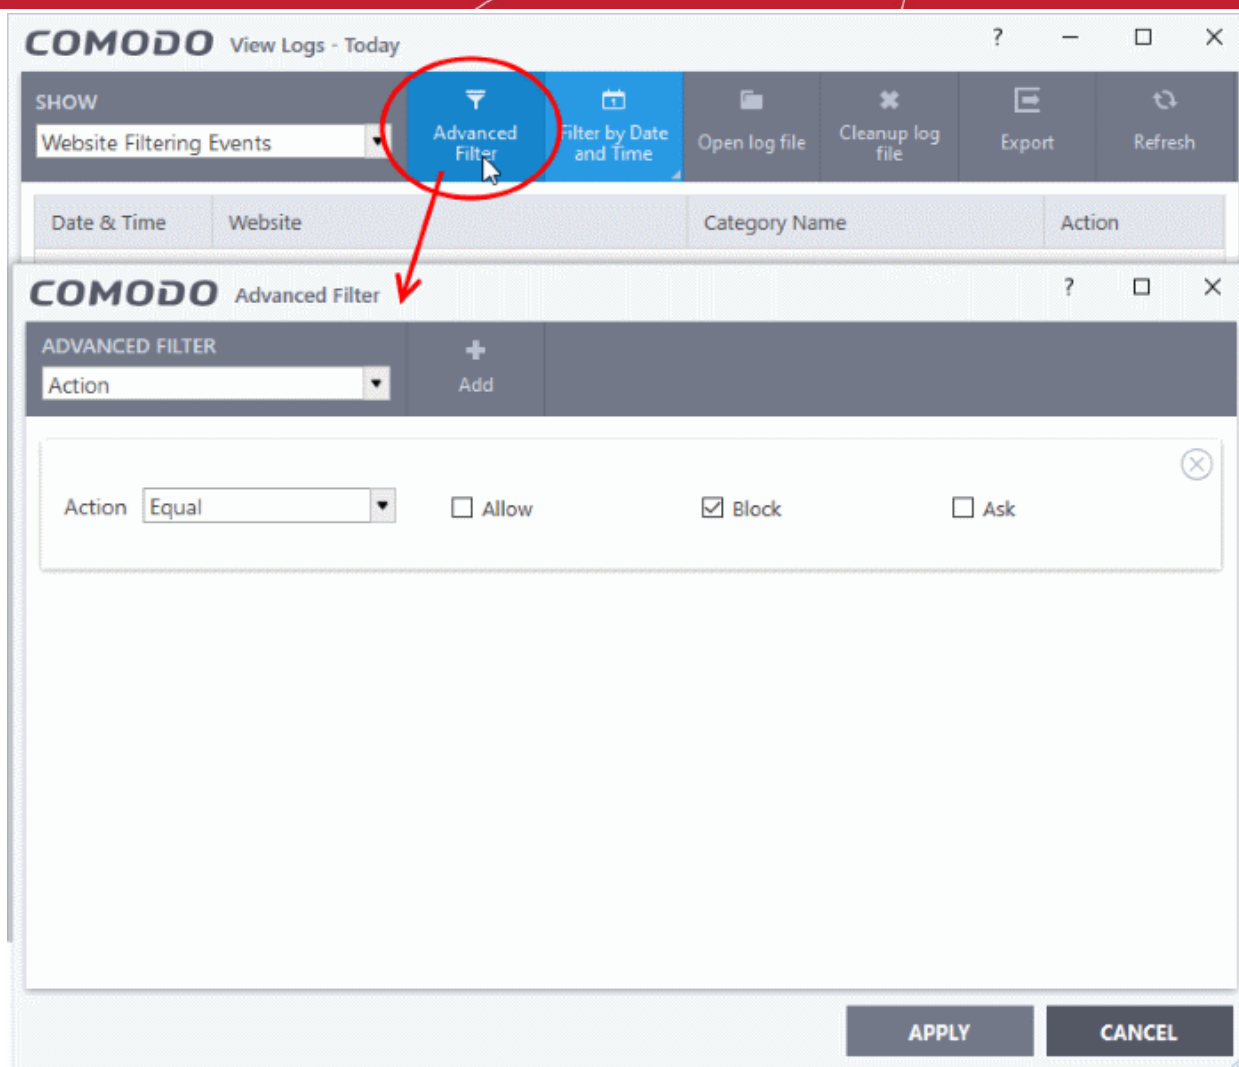 COMODO View Logs - Today ?
SHOW
Website Filtering Events
Advanced
Filter
Filter by Date
and Time
Open log file
Cleanup log
file
Export
Refresh
Date & Time Website Category Name Action
COMODO Advanced Filter ?
ADVANCED FILTER
Action
Add
Action Equal Allow Block Ask
APPLY CANCEL